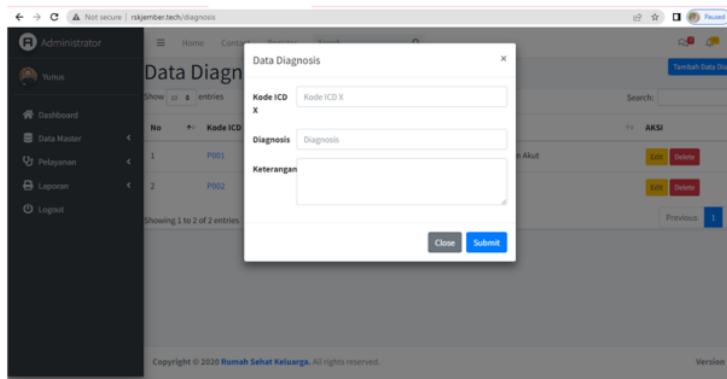 Not secure | rskjember.tech/diagnosis
Paused
R Administrator
Home Contact
Yunus
Dashboard
Data Master
Pelayanan
Laporan
Logout
Data Diagn
Tambah Data Dia
Show 10 entries
Search:
No Kode ICD AKSI
1 P001 n Akut Edit Delete
2 P002 Edit Delete
Showing 1 to 2 of 2 entries
Previous 1
Data Diagnosis ×
Kode ICD X Kode ICD X
Diagnosis Diagnosis
Keterangan
Close Submit
Copyright © 2020 Rumah Sehat Keluarga. All rights reserved.
Version